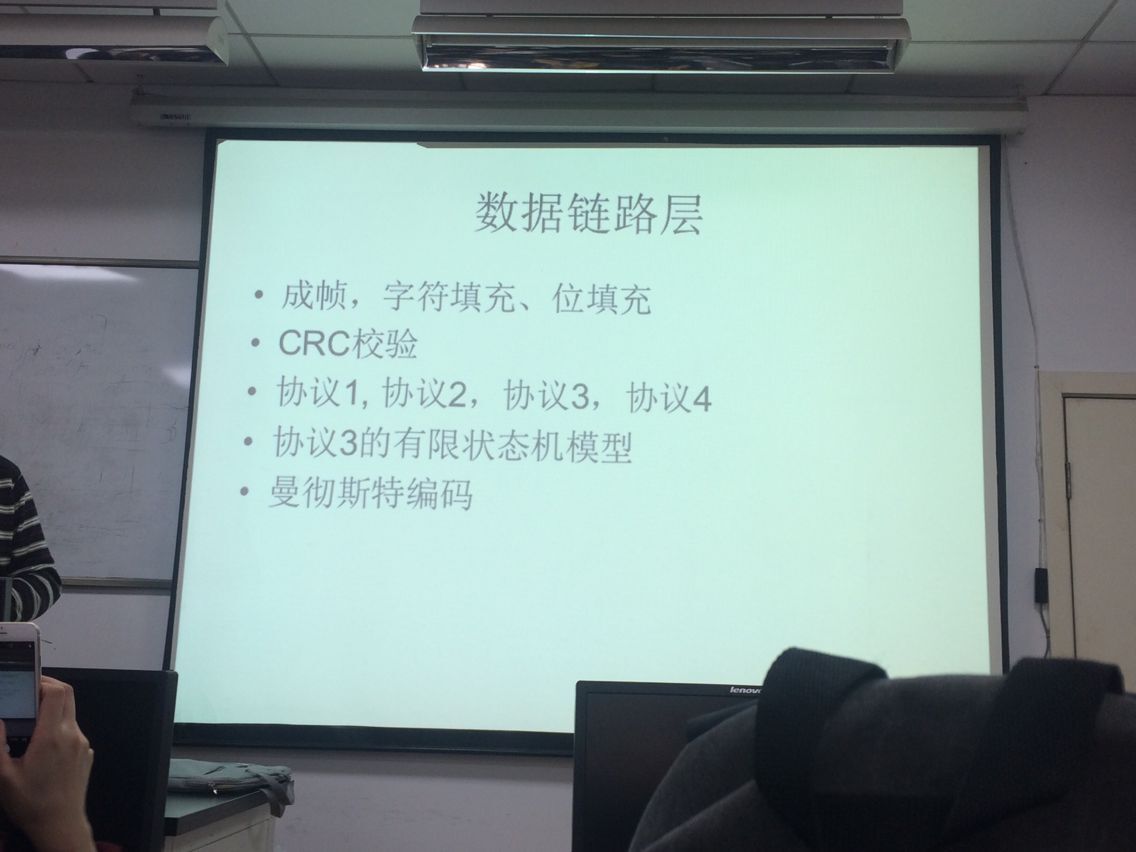 数据链路层
• 成帧，字符填充、位填充
• CRC校验
• 协议1, 协议2，协议3，协议4
• 协议3的有限状态机模型
• 曼彻斯特编码
lenovo